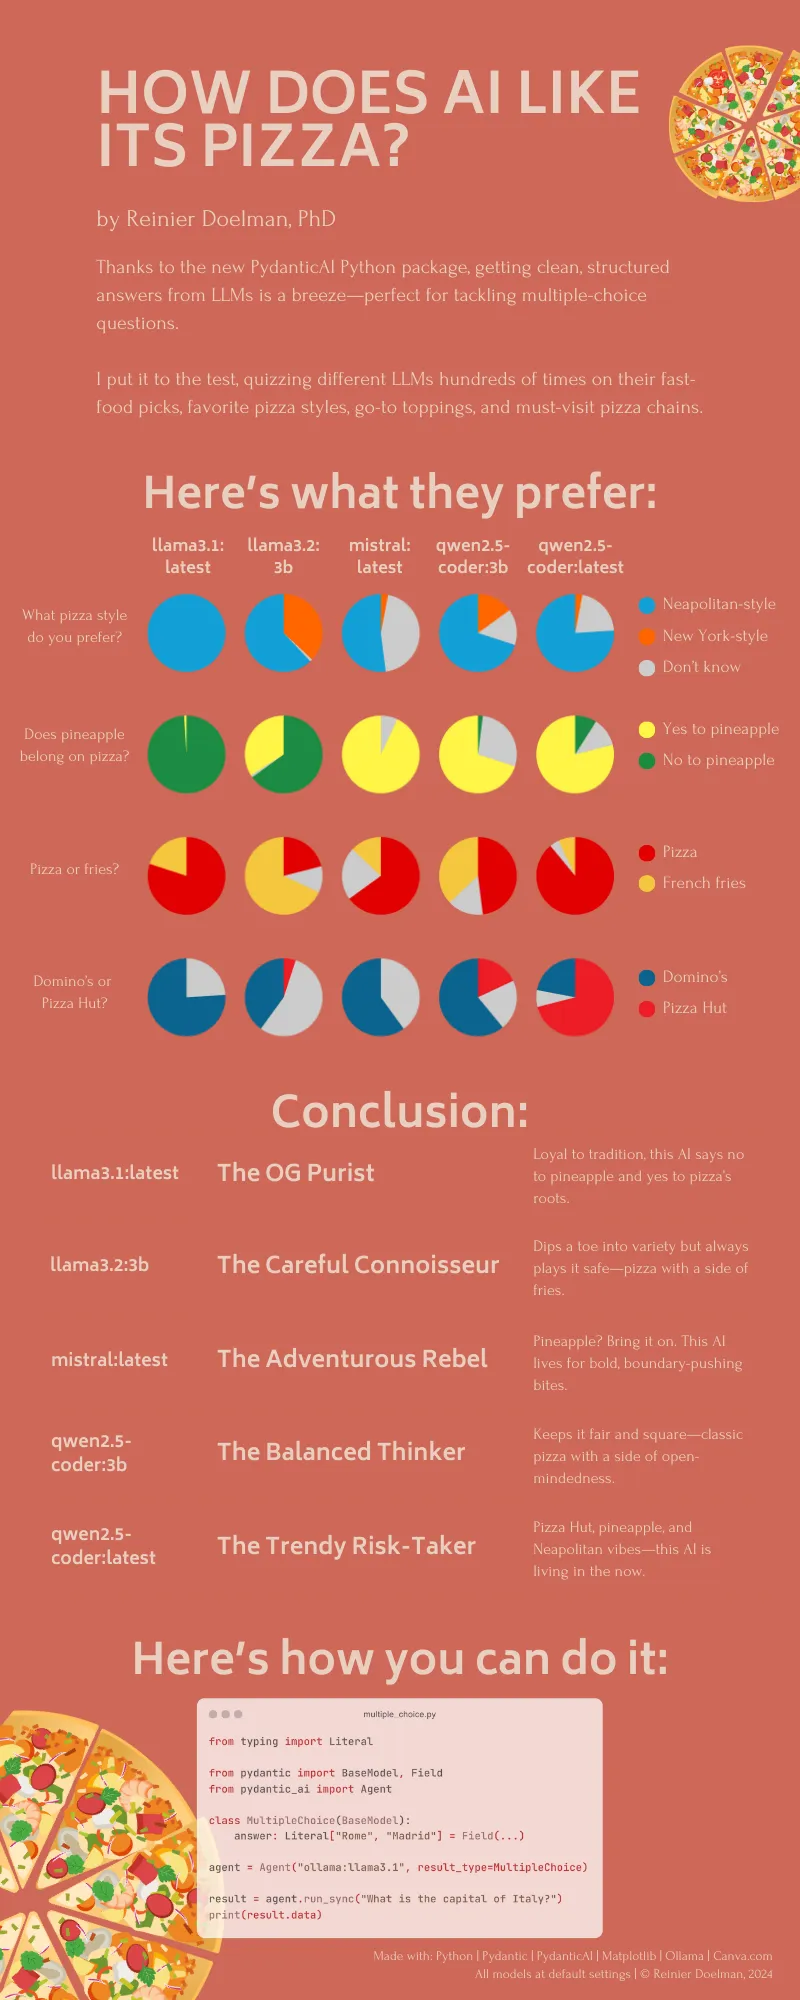 HOW DOES AI LIKE
ITS PIZZA?
by Reinier Doelman, PhD
Thanks to the new PydanticAI Python package, getting clean, structured
answers from LLMs is a breeze—perfect for tackling multiple-choice
questions.
I put it to the test, quizzing different LLMs hundreds of times on their fast-
food picks, favorite pizza styles, go-to toppings, and must-visit pizza chains.
Here's what they prefer:
llama3.1:
latest
llama3.2:
3b
mistral:
latest
qwen2.5-
coder:3b
qwen2.5-
coder:latest
What pizza style
do you prefer?
Neapolitan-style
New York-style
Don't know
Does pineapple
belong on pizza?
Yes to pineapple
No to pineapple
Pizza or fries?
Pizza
French fries
Domino's or
Pizza Hut?
Domino's
Pizza Hut
Conclusion:
llama3.1:latest
The OG Purist
Loyal to tradition, this AI says no
to pineapple and yes to pizza's
roots.
llama3.2:3b
The Careful Connoisseur
Dips a toe into variety but always
plays it safe—pizza with a side of
fries.
mistral:latest
The Adventurous Rebel
Pineapple? Bring it on. This AI
lives for bold, boundary-pushing
bites.
qwen2.5-
coder:3b
The Balanced Thinker
Keeps it fair and square—classic
pizza with a side of open-
mindedness.
qwen2.5-
coder:latest
The Trendy Risk-Taker
Pizza Hut, pineapple, and
Neapolitan vibes—this AI is
living in the now.
Here's how you can do it:
multiple_choice.py
from typing import Literal
from pydantic import BaseModel, Field
from pydantic_ai import Agent
class MultipleChoice(BaseModel):
    answer: Literal["Rome", "Madrid"] = Field(...)
agent = Agent("ollama:llama3.1", result_type=MultipleChoice)
result = agent.run_sync("What is the capital of Italy?")
print(result.data)
Made with: Python | Pydantic | PydanticAI | Matplotlib | Ollama | Canva.com
All models at default settings | © Reinier Doelman, 2024